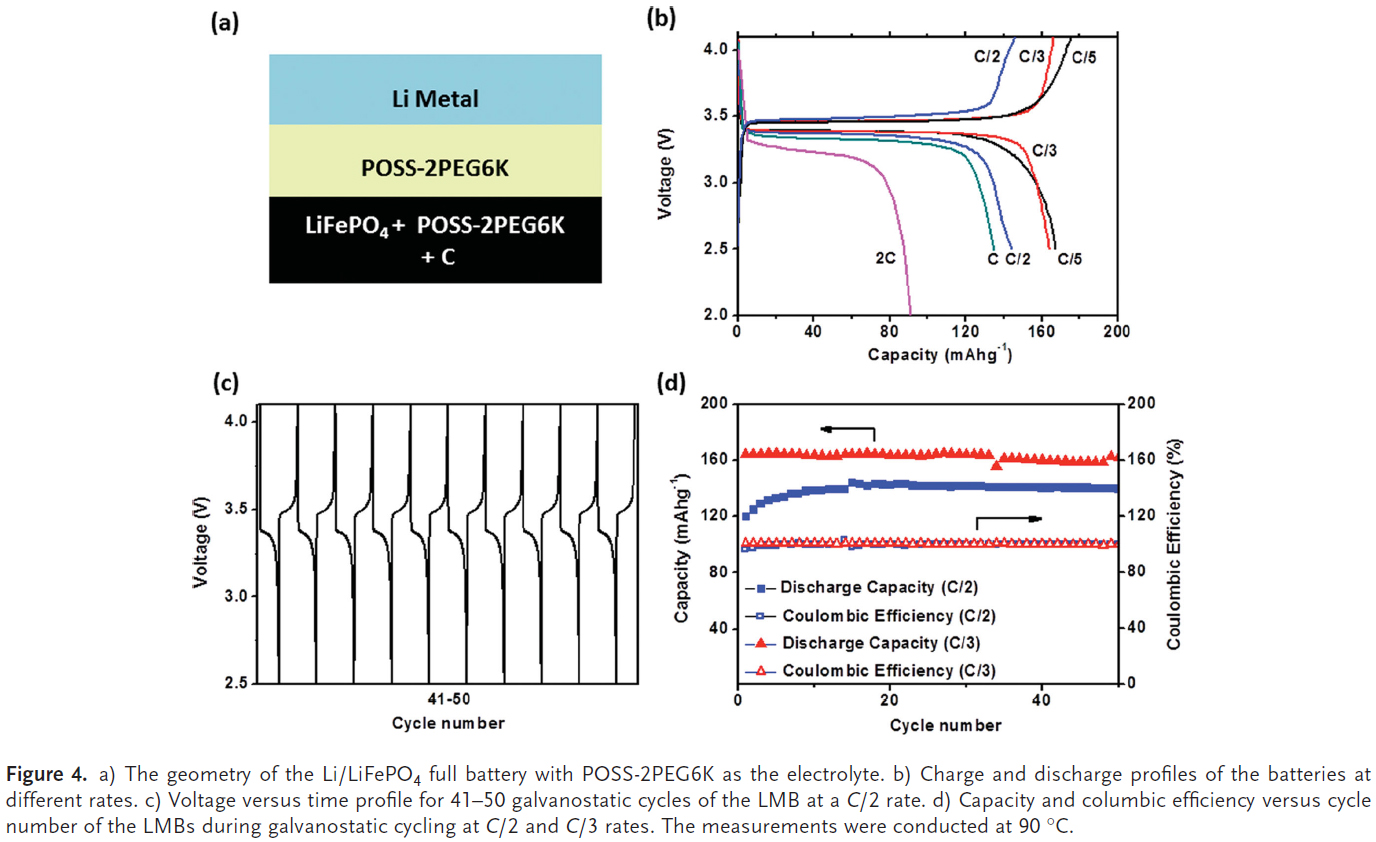 (a)
Li Metal
POSS-2PEG6K
LiFePO4 + POSS-2PEG6K
+ C
(b)
4.0
3.5
3.0
2.5
2.0
Voltage (V)
C/2
C/3
C/5
C/3
2C
C
C/2
C/5
0
40
80
120
160
200
Capacity (mAhg-1)
(c)
4.0
3.5
3.0
2.5
Voltage (V)
41-50
Cycle number
(d)
200
160
120
80
40
Capacity (mAhg-1)
200
160
120
80
40
0
Coulombic Efficiency (%)
Discharge Capacity (C/2)
Coulombic Efficiency (C/2)
Discharge Capacity (C/3)
Coulombic Efficiency (C/3)
0
20
40
Cycle number
Figure 4. a) The geometry of the Li/LiFePO4 full battery with POSS-2PEG6K as the electrolyte. b) Charge and discharge profiles of the batteries at
different rates. c) Voltage versus time profile for 41–50 galvanostatic cycles of the LMB at a C/2 rate. d) Capacity and columbic efficiency versus cycle
number of the LMBs during galvanostatic cycling at C/2 and C/3 rates. The measurements were conducted at 90 °C.